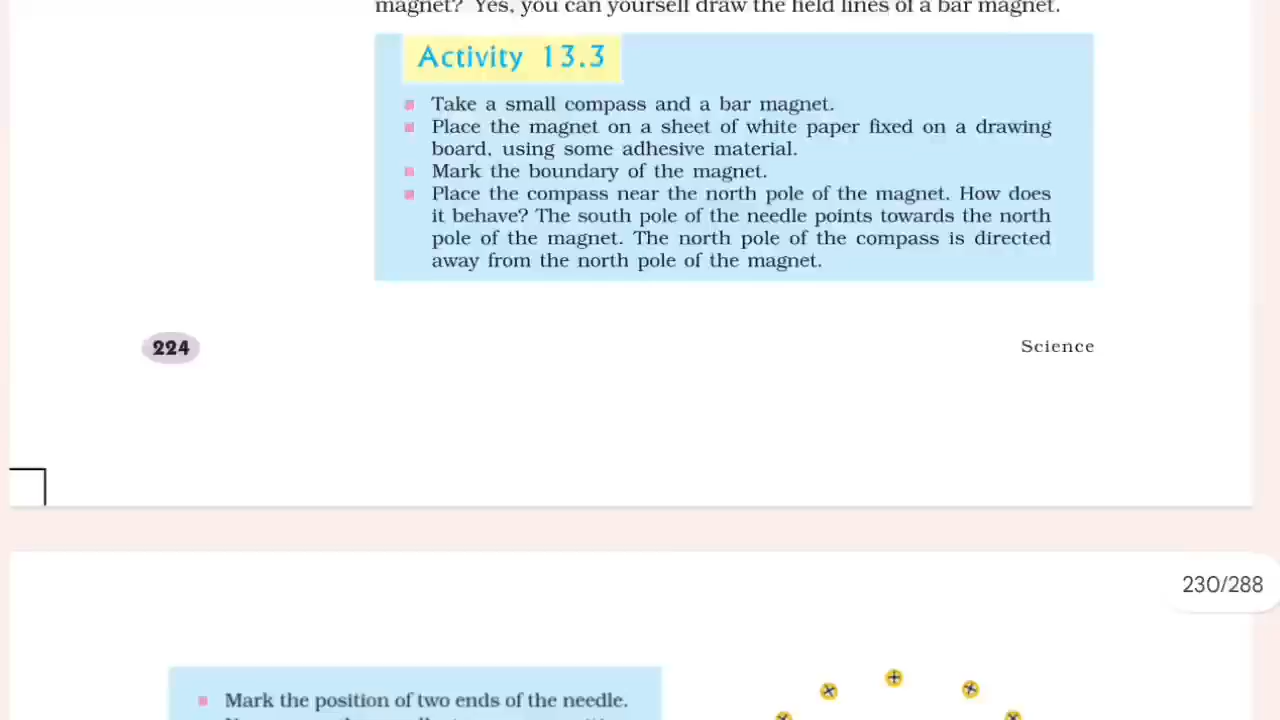 magnet? Yes, you can yourself draw the field lines of a bar magnet.
Activity 13.3
Take a small compass and a bar magnet.
Place the magnet on a sheet of white paper fixed on a drawing
board, using some adhesive material.
Mark the boundary of the magnet.
Place the compass near the north pole of the magnet. How does
it behave? The south pole of the needle points towards the north
pole of the magnet. The north pole of the compass is directed
away from the north pole of the magnet.
224
Science
230/288
Mark the position of two ends of the needle.